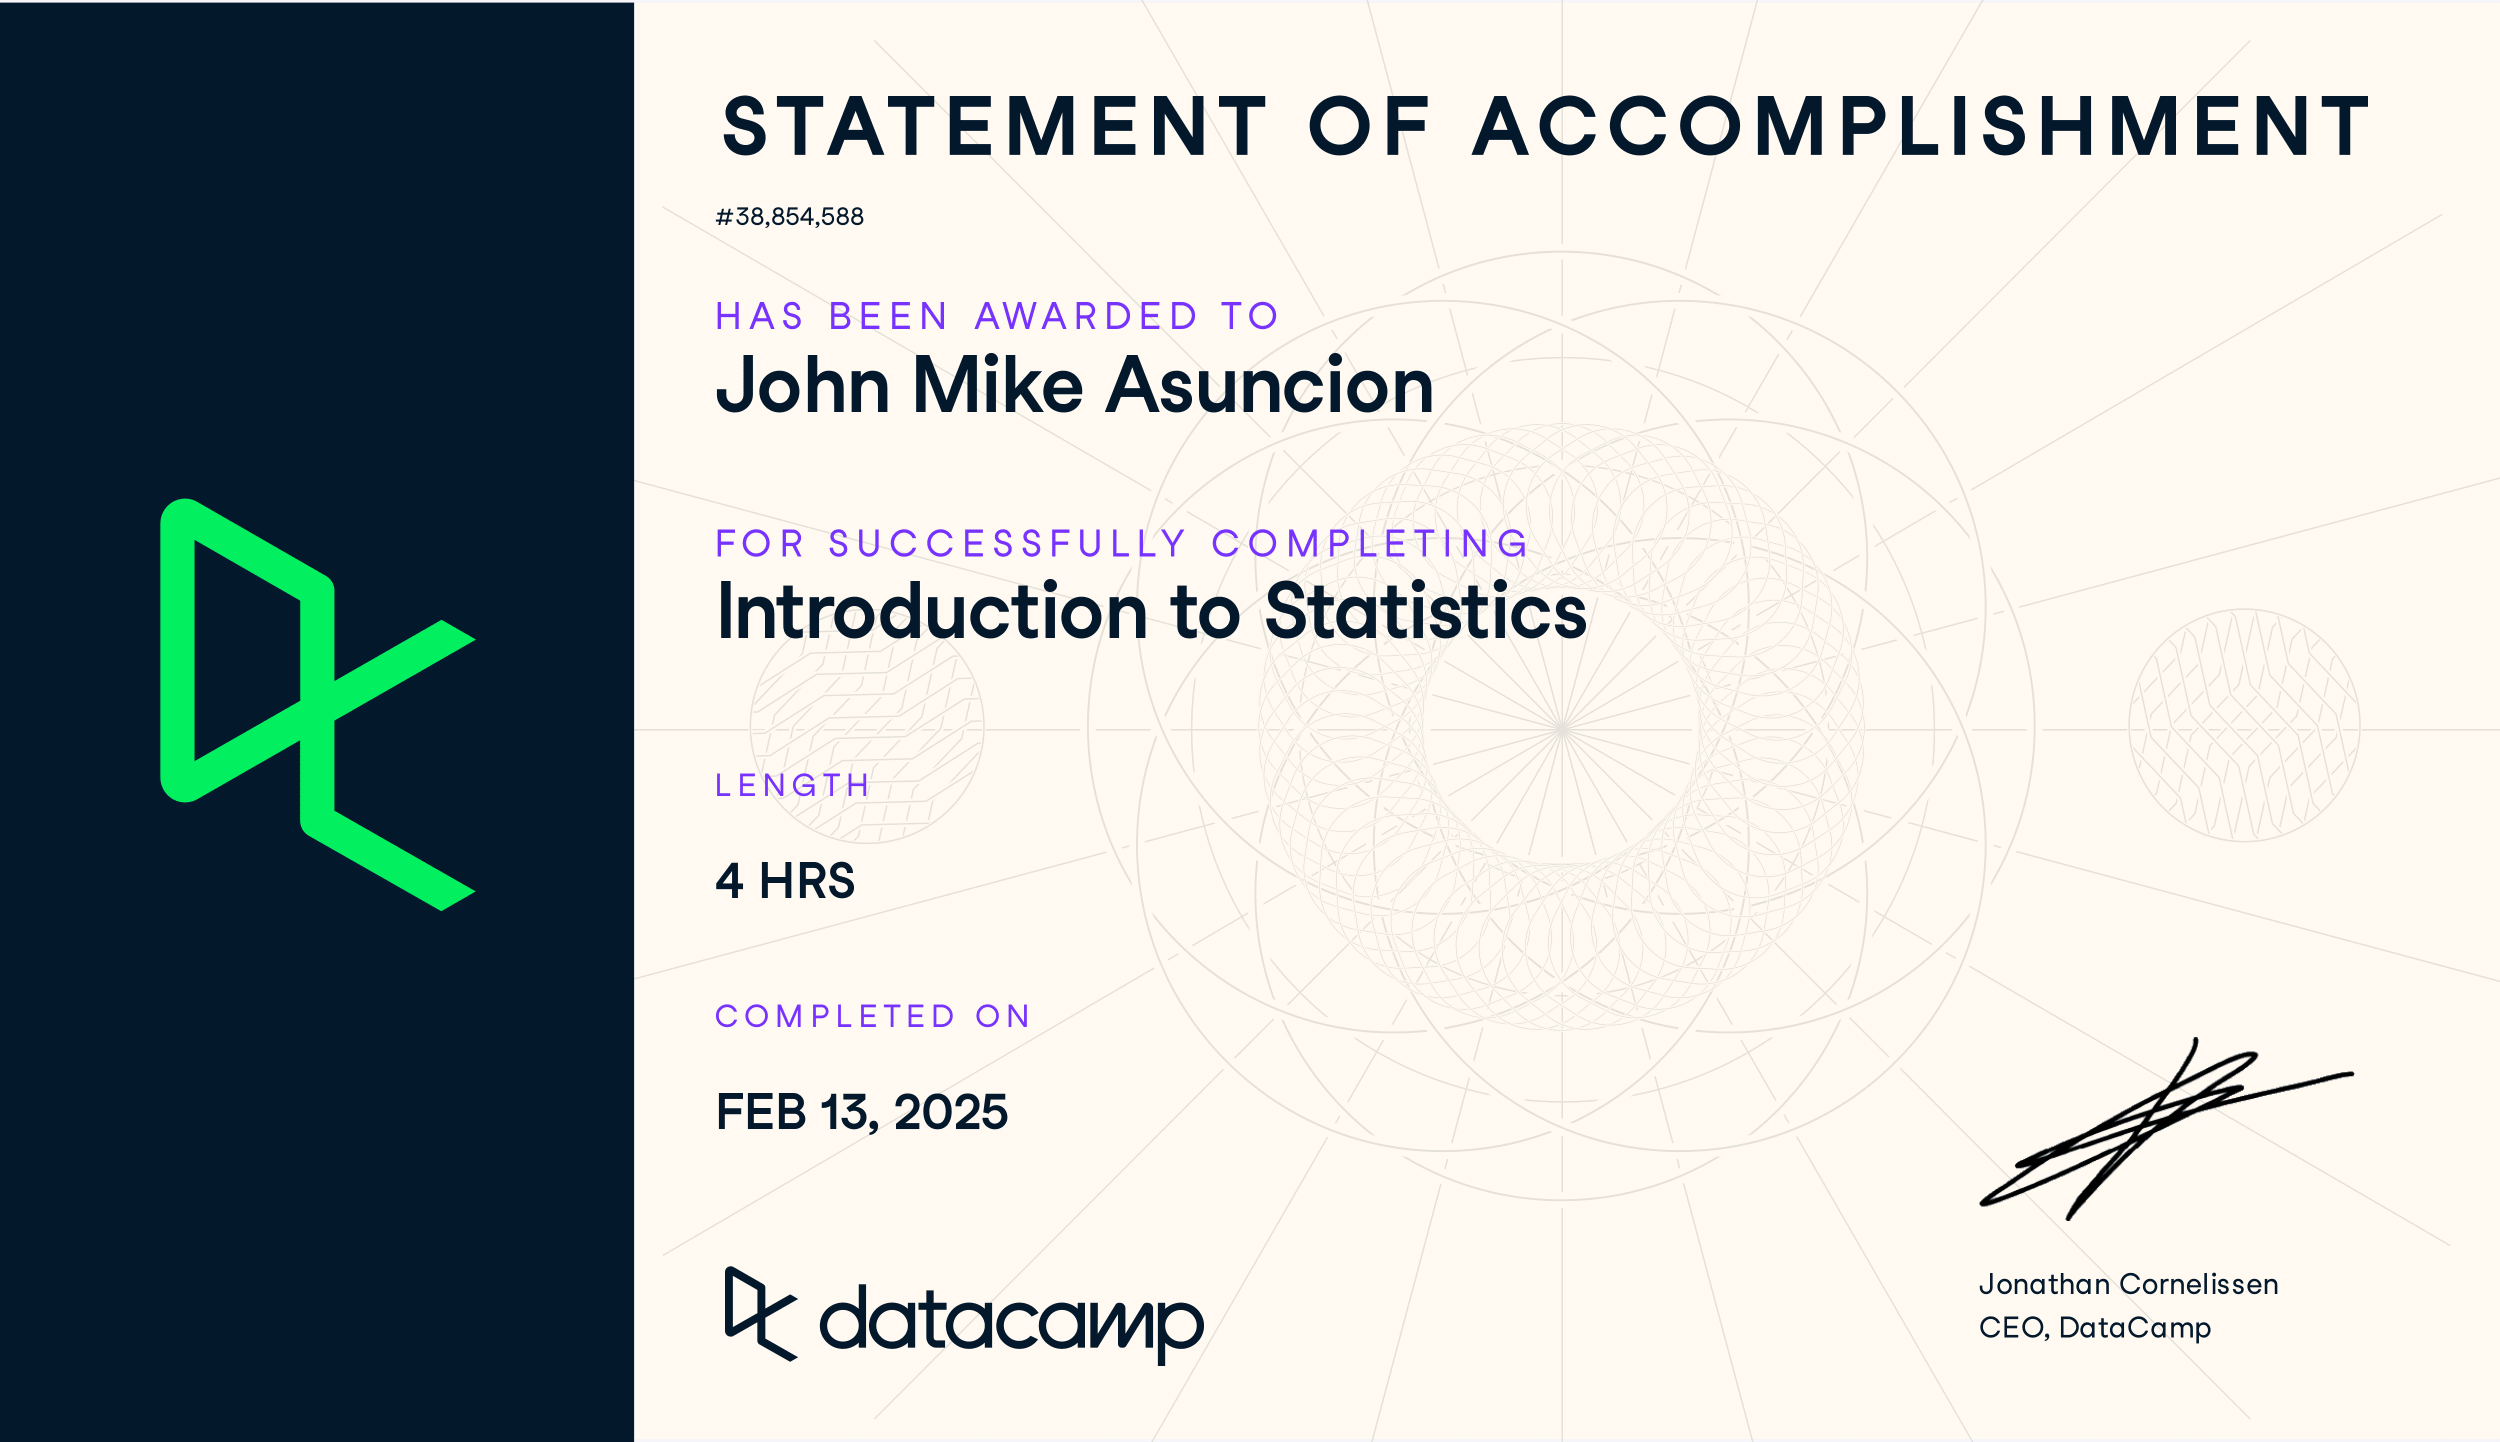 STATEMENT OF ACCOMPLISHMENT
#38,854,588
HAS BEEN AWARDED TO
John Mike Asuncion
FOR SUCCESSFULLY COMPLETING
Introduction to Statistics
LENGTH
4 HRS
COMPLETED ON
FEB 13, 2025
datacamp
Jonathan Cornelissen
CEO, DataCamp